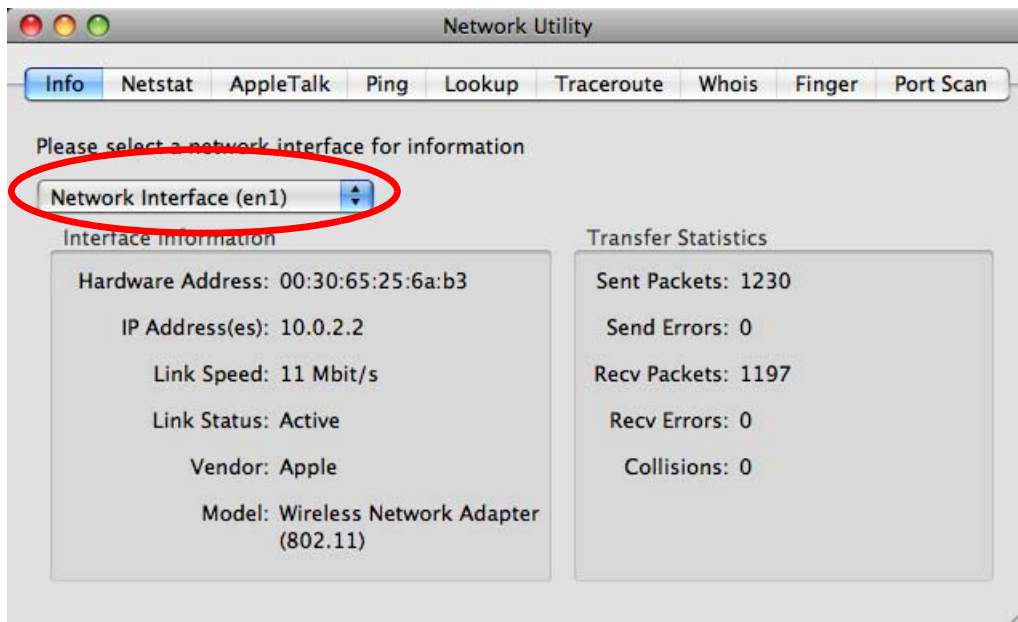 Network Utility
Info Netstat AppleTalk Ping Lookup Traceroute Whois Finger Port Scan
Please select a network interface for information
Network Interface (en1)
Interface Information
Hardware Address: 00:30:65:25:6a:b3
IP Address(es): 10.0.2.2
Link Speed: 11 Mbit/s
Link Status: Active
Vendor: Apple
Model: Wireless Network Adapter
(802.11)
Transfer Statistics
Sent Packets: 1230
Send Errors: 0
Recv Packets: 1197
Recv Errors: 0
Collisions: 0